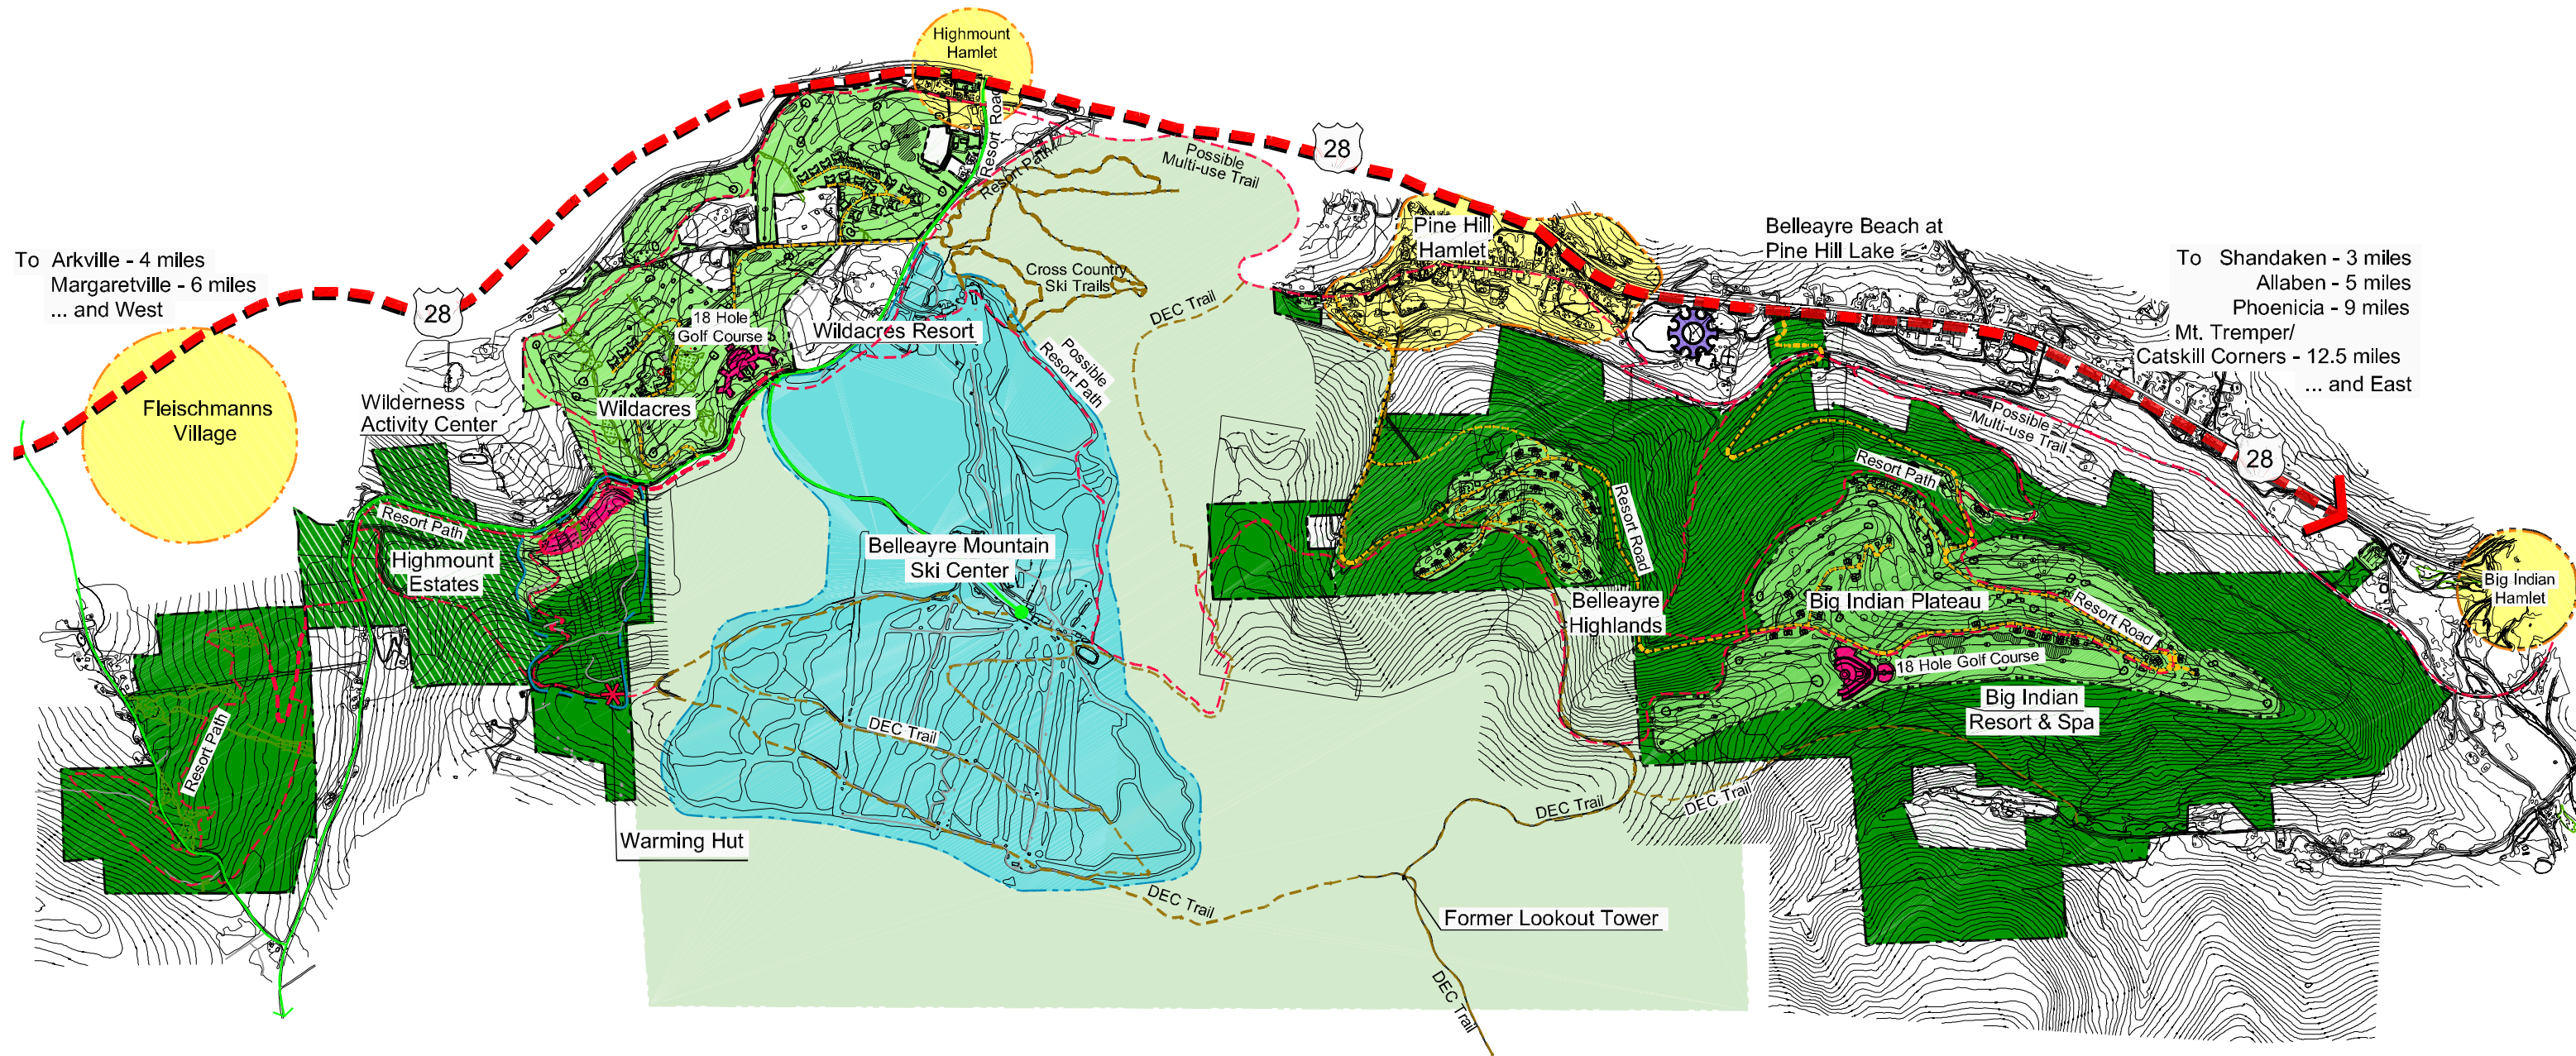 Highmount
Hamlet
Resort Road
Resort Path
Possible
Multi-use Trail
28
Pine Hill
Hamlet
Belleayre Beach at
Pine Hill Lake
To Shandaken - 3 miles
Allaben - 5 miles
Phoenicia - 9 miles
Mt. Tremper/
Catskill Corners - 12.5 miles
... and East
To Arkville - 4 miles
Margaretville - 6 miles
... and West
28
Cross Country
Ski Trails
DEC Trail
18 Hole
Golf Course
Wildacres Resort
Possible
Resort Path
Fleischmanns
Village
Wilderness
Activity Center
Wildacres
Possible
Multi-use Trail
28
Resort Path
Resort Path
Resort Road
Highmount
Estates
Belleayre Mountain
Ski Center
Belleayre
Highlands
Big Indian Plateau
Resort Road
Big Indian
Hamlet
18 Hole Golf Course
Big Indian
Resort & Spa
Resort Path
DEC Trail
DEC Trail
DEC Trail
Warming Hut
DEC Trail
Former Lookout Tower
DEC Trail